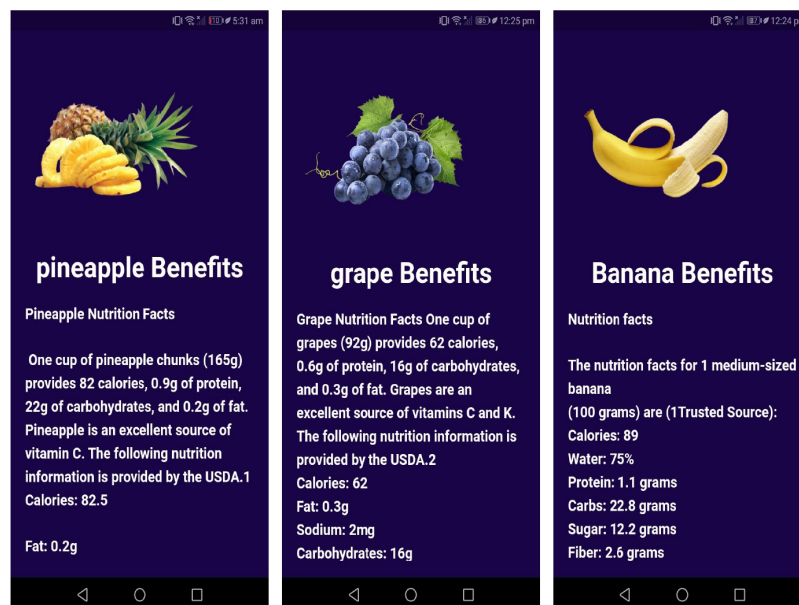 5:31 am
pineapple Benefits
Pineapple Nutrition Facts
One cup of pineapple chunks (165g)
provides 82 calories, 0.9g of protein,
22g of carbohydrates, and 0.2g of fat.
Pineapple is an excellent source of
vitamin C. The following nutrition
information is provided by the USDA.1
Calories: 82.5
Fat: 0.2g
12:25 pm
grape Benefits
Grape Nutrition Facts One cup of
grapes (92g) provides 62 calories,
0.6g of protein, 16g of carbohydrates,
and 0.3g of fat. Grapes are an
excellent source of vitamins C and K.
The following nutrition information is
provided by the USDA.2
Calories: 62
Fat: 0.3g
Sodium: 2mg
Carbohydrates: 16g
12:24 p
Banana Benefits
Nutrition facts
The nutrition facts for 1 medium-sized
banana
(100 grams) are (1Trusted Source):
Calories: 89
Water: 75%
Protein: 1.1 grams
Carbs: 22.8 grams
Sugar: 12.2 grams
Fiber: 2.6 grams